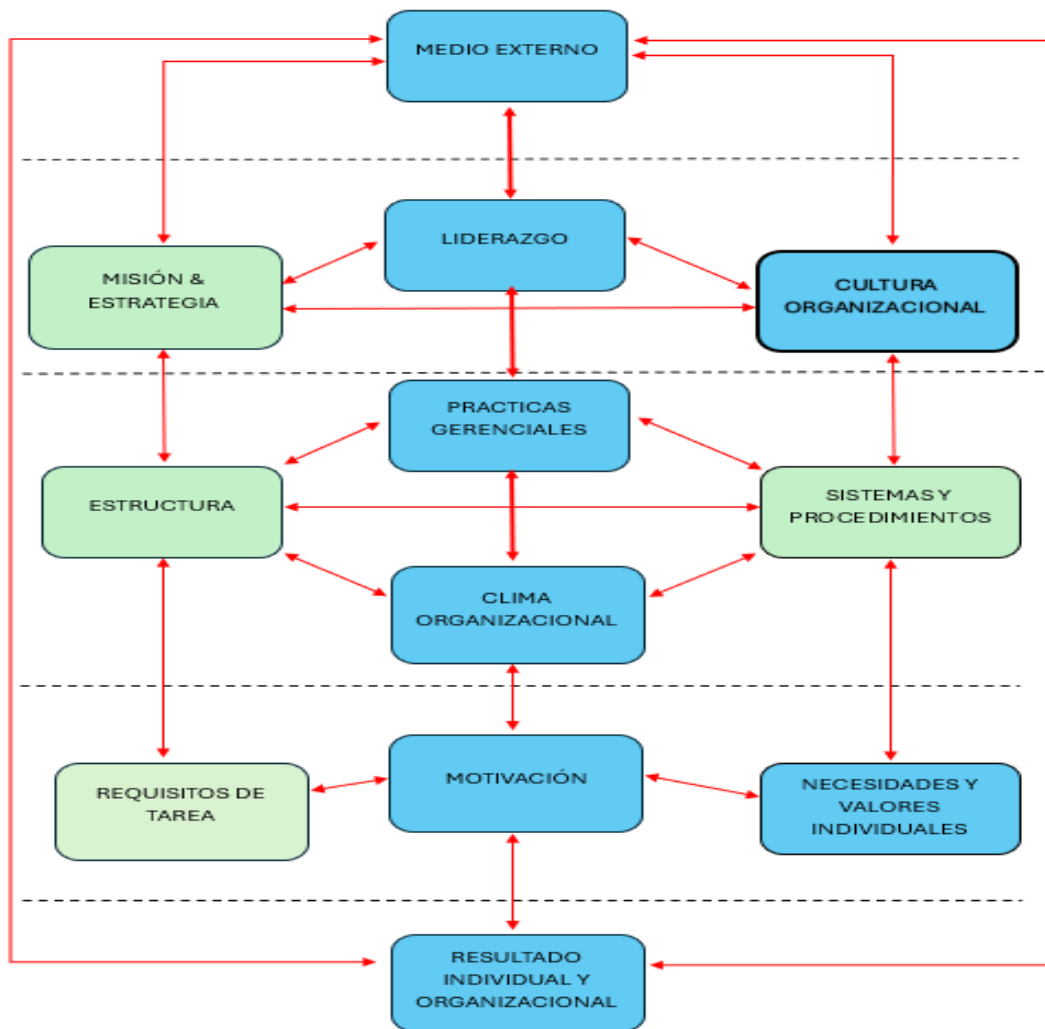 MEDIO EXTERNO
LIDERAZGO
MISIÓN &
ESTRATEGIA
CULTURA
ORGANIZACIONAL
PRACTICAS
GERENCIALES
ESTRUCTURA
SISTEMAS Y
PROCEDIMIENTOS
CLIMA
ORGANIZACIONAL
MOTIVACIÓN
REQUISITOS DE
TAREA
NECESIDADES Y
VALORES
INDIVIDUALES
RESULTADO
INDIVIDUAL Y
ORGANIZACIONAL